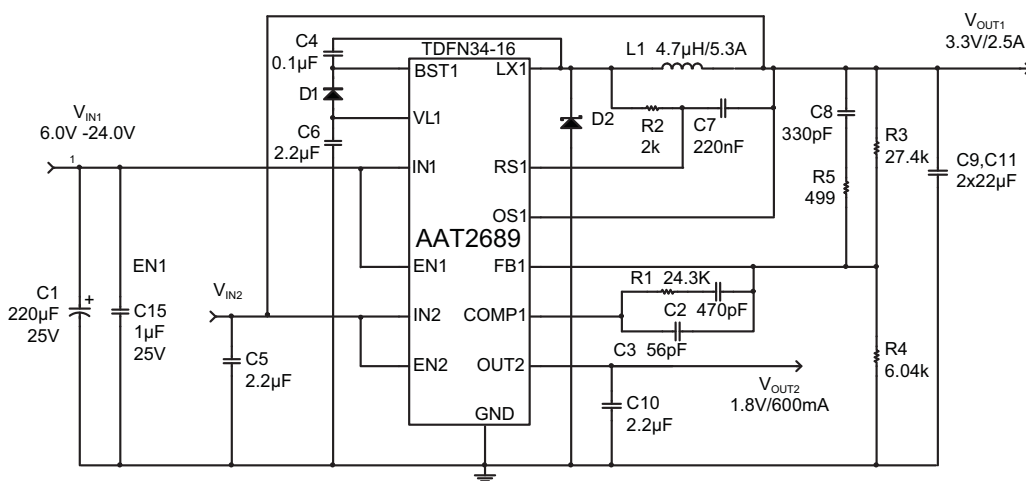 V_OUT1
3.3V/2.5A
TDFN34-16
C4
0.1µF
L1 4.7µH/5.3A
BST1
LX1
D1
VL1
C6
2.2µF
D2
R2
2k
C7
220nF
C8
330pF
R3
27.4k
V_IN1
6.0V -24.0V
1
IN1
RS1
R5
499
C9,C11
2x22µF
OS1
AAT2689
EN1
EN1
FB1
C1
220µF
25V
+
C15
1µF
25V
V_IN2
R1 24.3K
C2 470pF
IN2
COMP1
C3 56pF
R4
6.04k
C5
2.2µF
EN2
OUT2
V_OUT2
1.8V/600mA
C10
2.2µF
GND